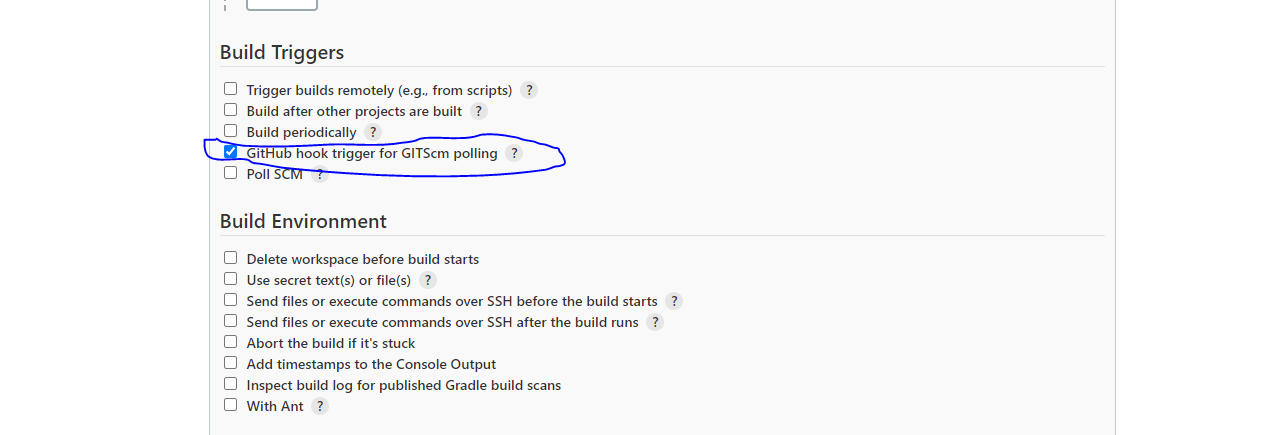 Build Triggers
Trigger builds remotely (e.g., from scripts) ?
Build after other projects are built ?
Build periodically ?
GitHub hook trigger for GITScm polling ?
Poll SCM ?
Build Environment
Delete workspace before build starts
Use secret text(s) or file(s) ?
Send files or execute commands over SSH before the build starts ?
Send files or execute commands over SSH after the build runs ?
Abort the build if it's stuck
Add timestamps to the Console Output
Inspect build log for published Gradle build scans
With Ant ?